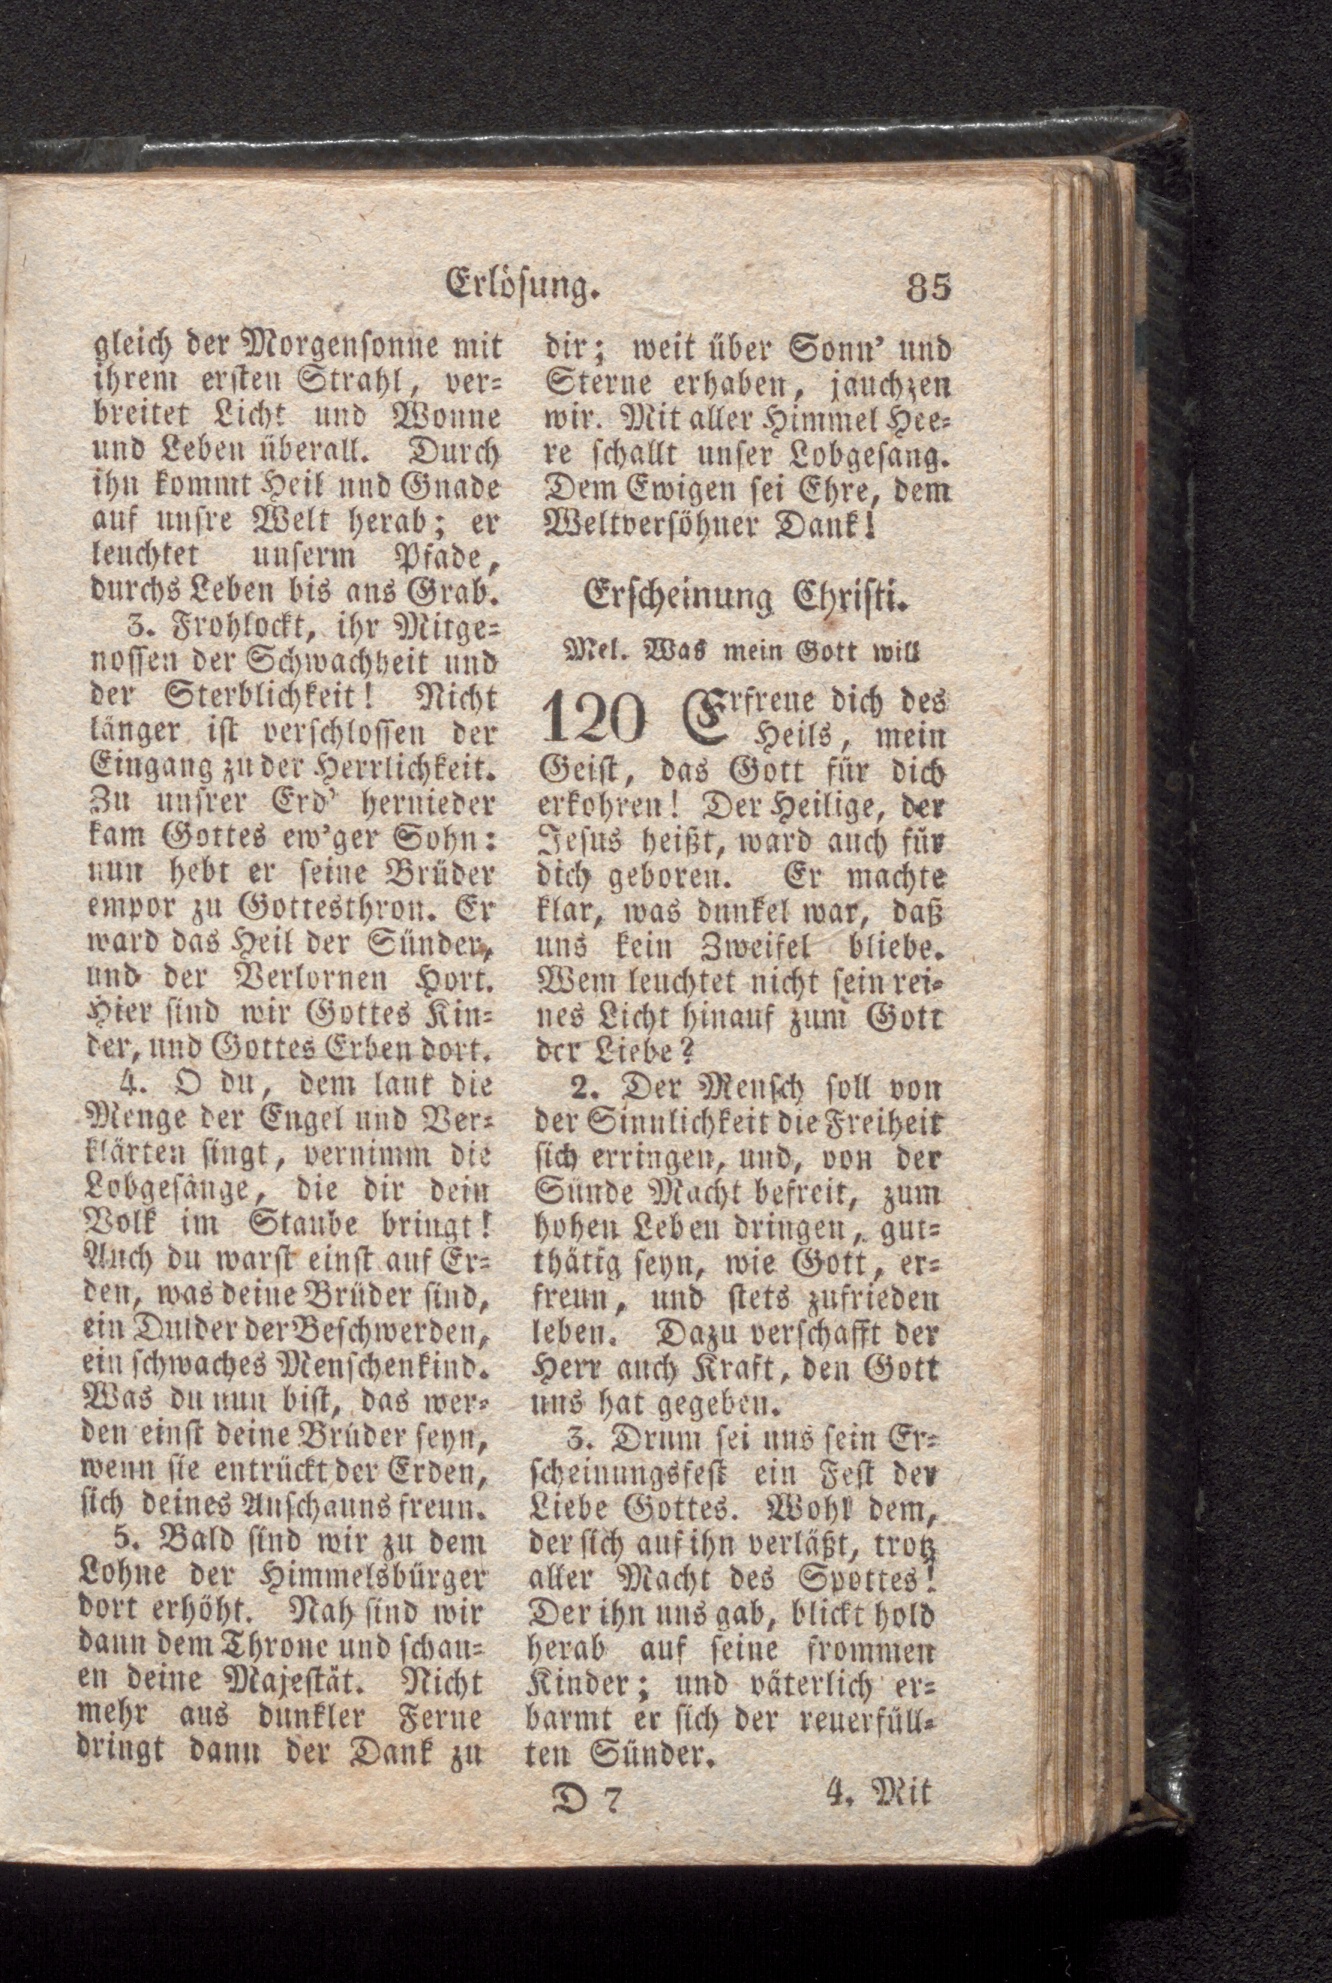 Erlösung. 85
gleich der Morgensonne mit
ihrem ersten Strahl, ver-
breitet Licht und Wonne
und Leben überall. Durch
ihn kommt Heil und Gnade
auf unsre Welt herab; er
leuchtet unserm Pfade,
durchs Leben bis ans Grab.
3. Frohlockt, ihr Mitge-
nossen der Schwachheit und
der Sterblichkeit! Nicht
länger ist verschlossen der
Eingang zu der Herrlichkeit.
Zu unsrer Erd' hernieder
kam Gottes ew'ger Sohn:
nun hebt er seine Brüder
empor zu Gottesthron. Er
ward das Heil der Sünder,
und der Verlornen Hort.
Hier sind wir Gottes Kin-
der, und Gottes Erben dort.
4. O du, dem laut die
Menge der Engel und Ver-
klärten singt, vernimm die
Lobgesänge, die dir dein
Volk im Staube bringt!
Auch du warst einst auf Er-
den, was deine Brüder sind,
ein Dulder der Beschwerden,
ein schwaches Menschenkind.
Was du nun bist, das wer-
den einst deine Brüder seyn,
wenn sie entrückt der Erden,
sich deines Anschauns freun.
5. Bald sind wir zu dem
Lohne der Himmelsbürger
dort erhöht. Nah sind wir
dann dem Throne und schau-
en deine Majestät. Nicht
mehr aus dunkler Ferne
dringt dann der Dank zu
dir; weit über Sonn' und
Sterne erhaben, jauchzen
wir. Mit aller Himmel Hee-
re schallt unser Lobgesang.
Dem Ewigen sei Ehre, dem
Weltversöhner Dank!
Erscheinung Christi.
Mel. Was mein Gott will
120 Erfreue dich des
Heils, mein
Geist, das Gott für dich
erkohren! Der Heilige, der
Jesus heißt, ward auch für
dich geboren. Er machte
klar, was dunkel war, daß
uns kein Zweifel bliebe.
Wem leuchtet nicht sein rei-
nes Licht hinauf zum Gott
der Liebe?
2. Der Mensch soll von
der Sinnlichkeit die Freiheit
sich erringen, und, von der
Sünde Macht befreit, zum
hohen Leben dringen, gut-
thätig seyn, wie Gott, er-
freun, und stets zufrieden
leben. Dazu verschafft der
Herr auch Kraft, den Gott
uns hat gegeben.
3. Drum sei uns sein Er-
scheinungsfest ein Fest der
Liebe Gottes. Wohl dem,
der sich auf ihn verläßt, trotz
aller Macht des Spottes!
Der ihn uns gab, blickt hold
herab auf seine frommen
Kinder; und väterlich er-
barmt er sich der reuerfüll-
ten Sünder.
D 7 4. Mit